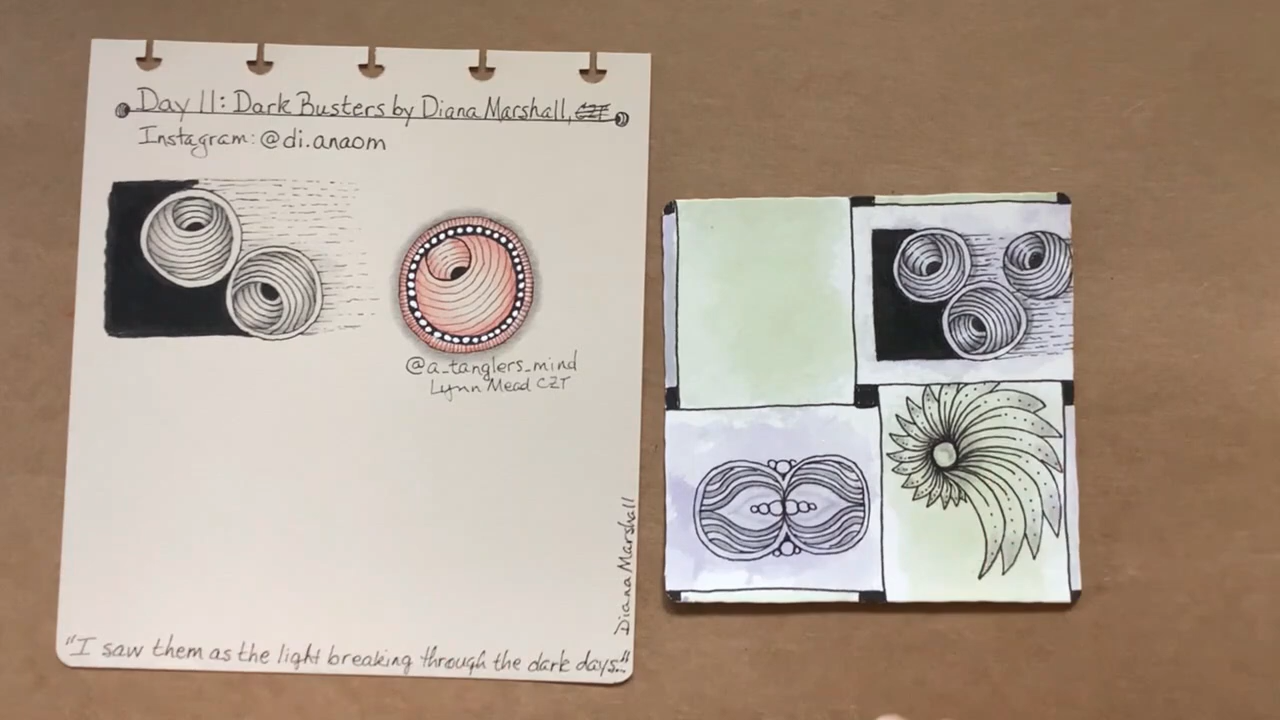 Day 11: Dark Busters by Diana Marshall,
Instagram: @di.anaom
@a_tanglers_mind
Lynn Mead CZT
Diana Marshall
"I saw them as the light breaking through the dark days."